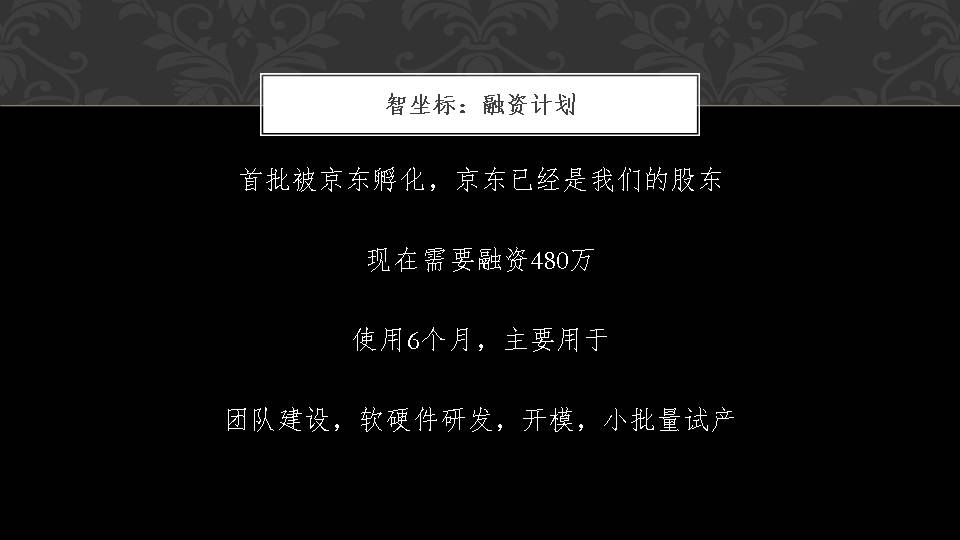 智坐标：融资计划
首批被京东孵化，京东已经是我们的股东
现在需要融资480万
使用6个月，主要用于
团队建设，软硬件研发，开模，小批量试产